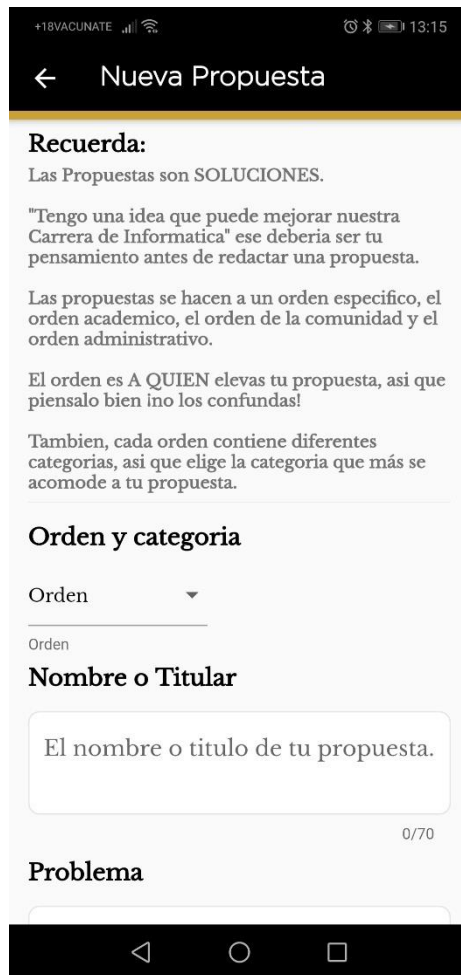 +18VACUNATE 13:15
Nueva Propuesta
Recuerda:
Las Propuestas son SOLUCIONES.
"Tengo una idea que puede mejorar nuestra
Carrera de Informatica" ese deberia ser tu
pensamiento antes de redactar una propuesta.
Las propuestas se hacen a un orden especifico, el
orden academico, el orden de la comunidad y el
orden administrativo.
El orden es A QUIEN elevas tu propuesta, asi que
piensalo bien ¡no los confundas!
Tambien, cada orden contiene diferentes
categorias, asi que elige la categoria que más se
acomode a tu propuesta.
Orden y categoria
Orden
Orden
Nombre o Titular
El nombre o titulo de tu propuesta.
0/70
Problema